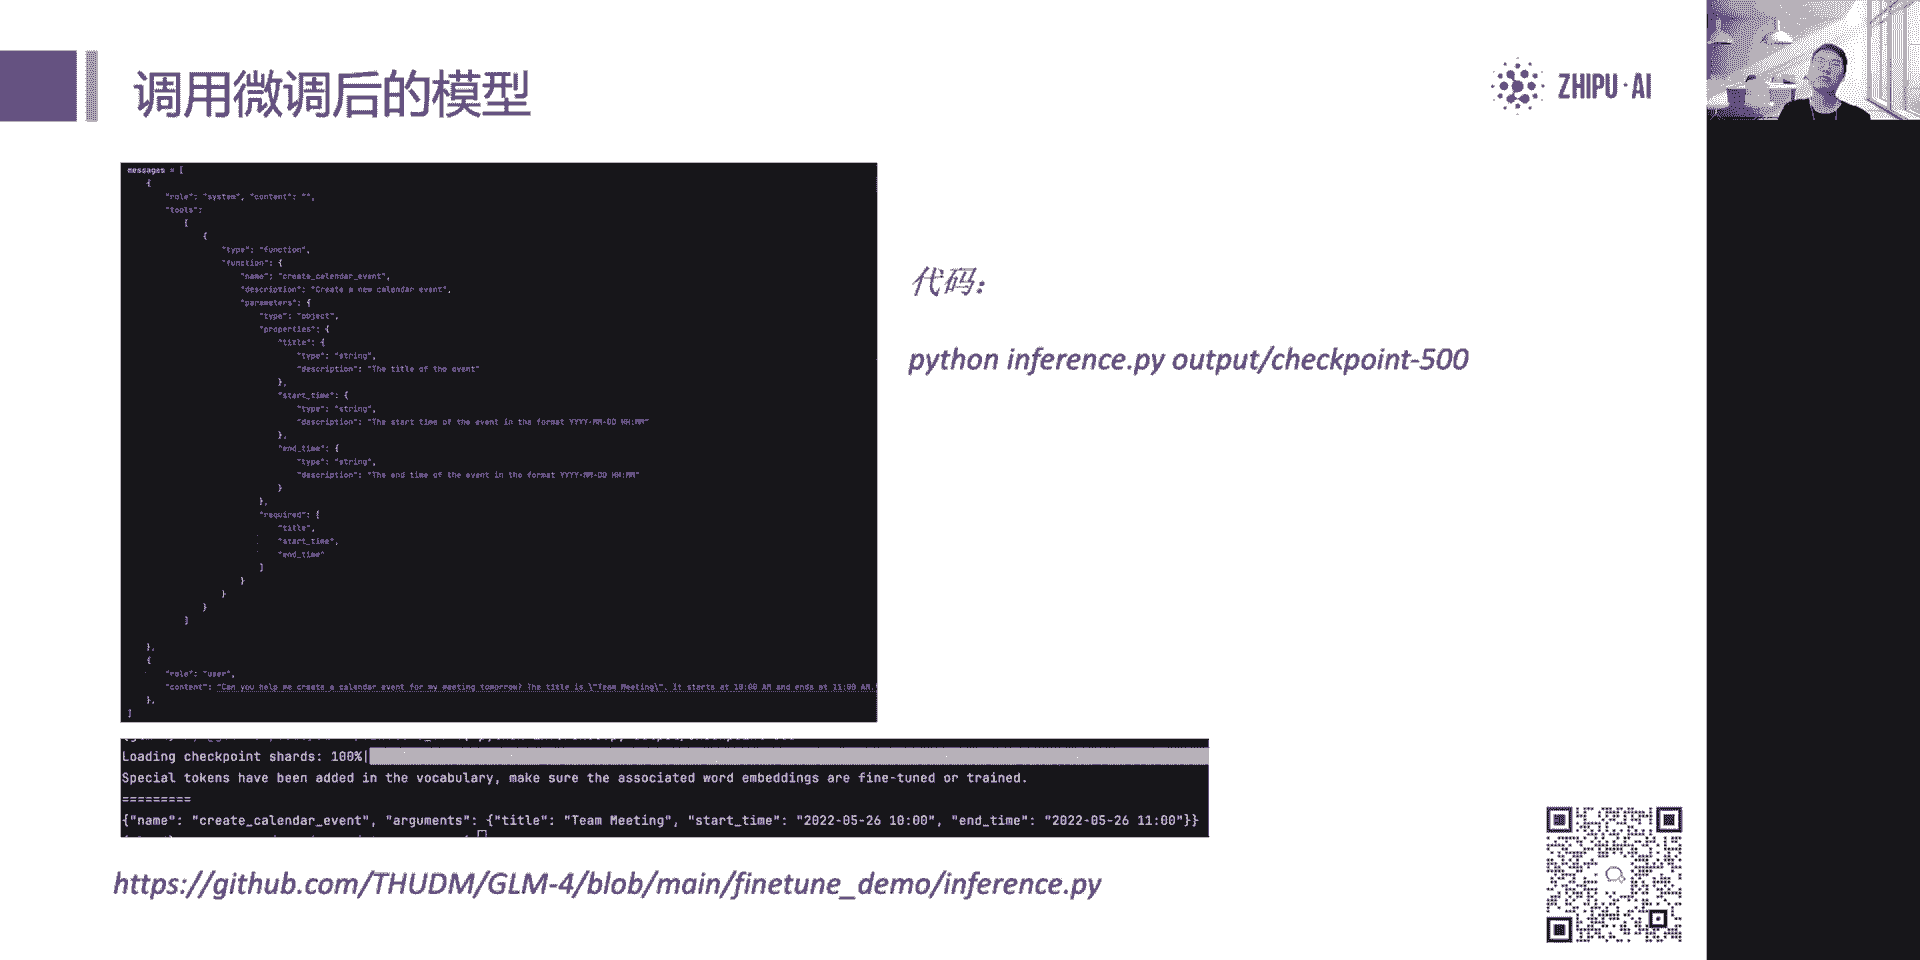 调用微调后的模型
ZHIPU·AI
messages = [
{
"role": "system", "content": "",
"tools":
[
{
"type": "function",
"function": {
"name": "create_calendar_event",
"description": "Create a new calendar event",
"parameters": {
"type": "object",
"properties": {
"title": {
"type": "string",
"description": "The title of the event"
},
"start_time": {
"type": "string",
"description": "The start time of the event in the format YYYY-MM-DD HH:MM"
},
"end_time": {
"type": "string",
"description": "The end time of the event in the format YYYY-MM-DD HH:MM"
}
},
"required": [
"title",
"start_time",
"end_time"
]
}
}
}
]
},
{
"role": "user",
"content": "Can you help me create a calendar event for my meeting tomorrow? The title is \"Team Meeting\". It starts at 10:00 AM and ends at 11:00 AM.
},
]
代码：
python inference.py output/checkpoint-500
Loading checkpoint shards: 100%|
Special tokens have been added in the vocabulary, make sure the associated word embeddings are fine-tuned or trained.
=========
{"name": "create_calendar_event", "arguments": {"title": "Team Meeting", "start_time": "2022-05-26 10:00", "end_time": "2022-05-26 11:00"}}
https://github.com/THUDM/GLM-4/blob/main/finetune_demo/inference.py